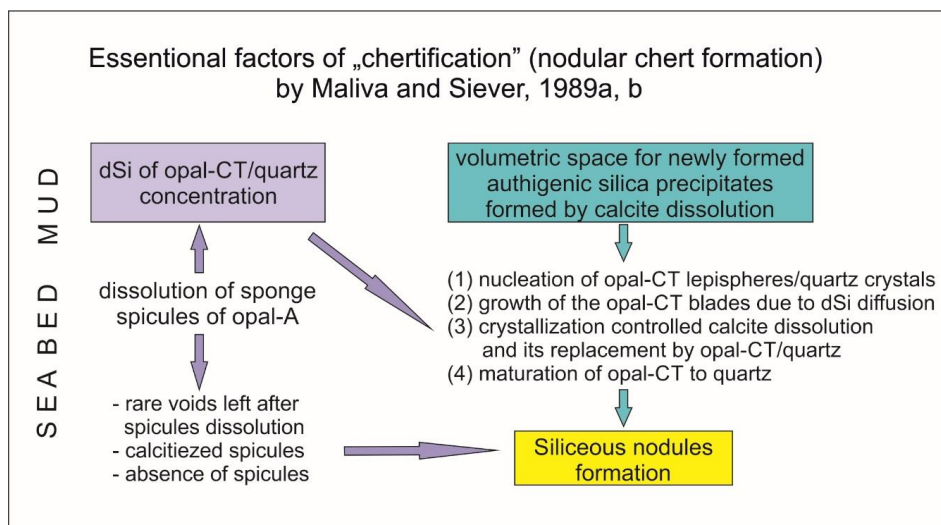 Essentional factors of „chertification” (nodular chert formation)
by Maliva and Siever, 1989a, b
SEABED MUD
dSi of opal-CT/quartz
concentration
dissolution of sponge
spicules of opal-A
- rare voids left after
spicules dissolution
- calcitiezed spicules
- absence of spicules
volumetric space for newly formed
authigenic silica precipitates
formed by calcite dissolution
(1) nucleation of opal-CT lepispheres/quartz crystals
(2) growth of the opal-CT blades due to dSi diffusion
(3) crystallization controlled calcite dissolution
and its replacement by opal-CT/quartz
(4) maturation of opal-CT to quartz
Siliceous nodules
formation